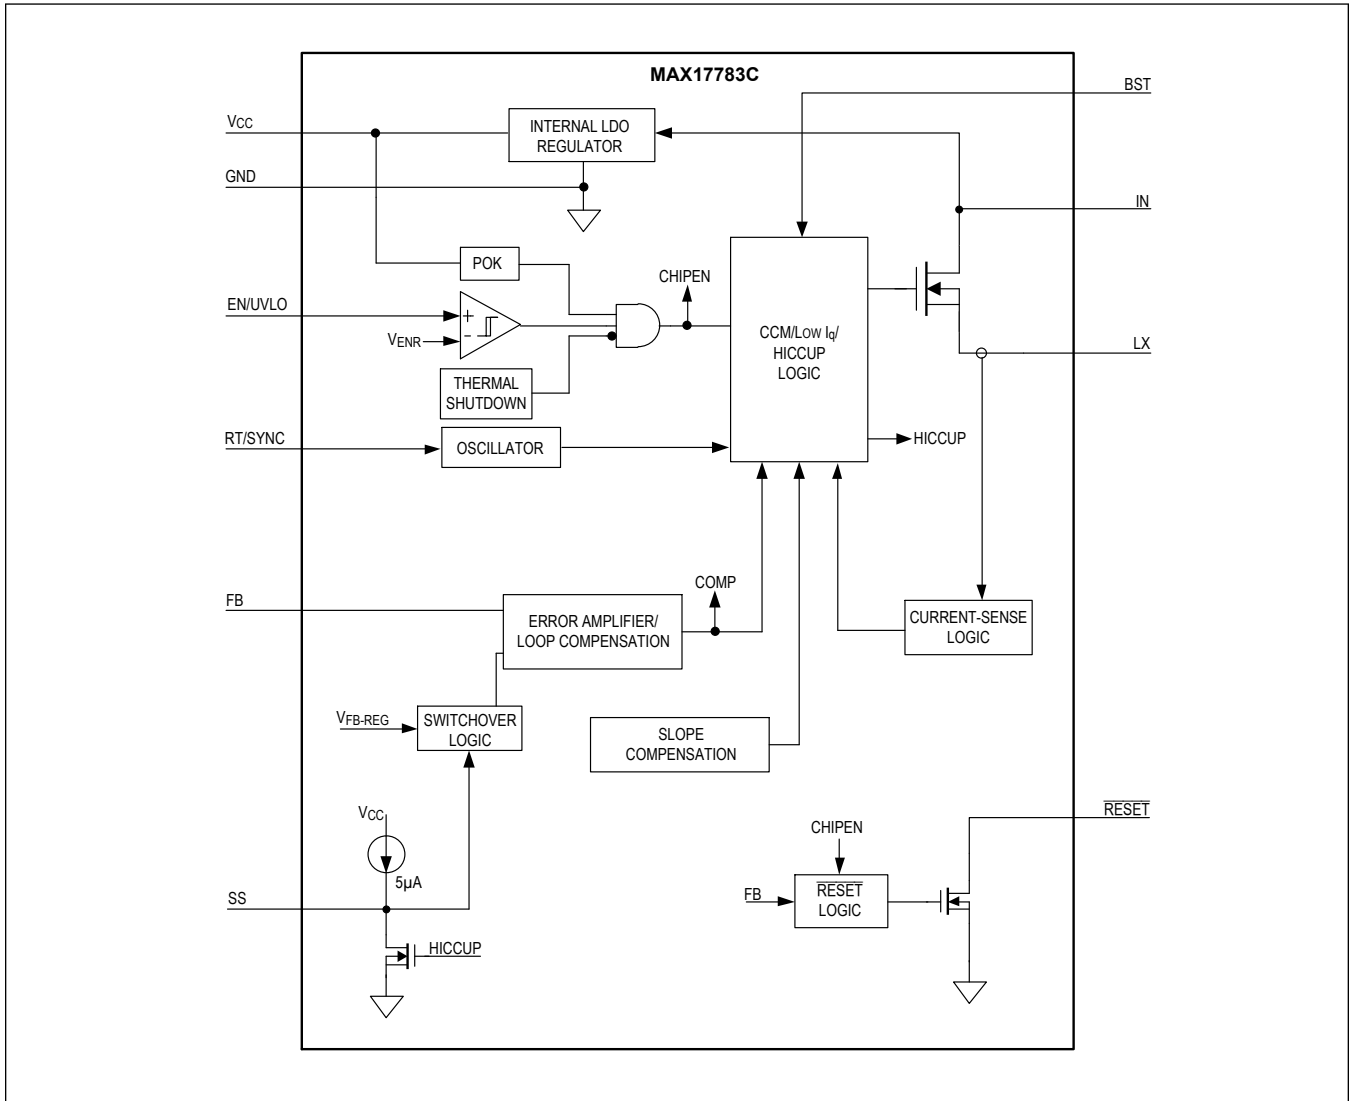 MAX17783C
BST
VCC
INTERNAL LDO
REGULATOR
GND
IN
POK
CHIPEN
EN/UVLO
+
-
VENR
CCM/LOW Iq/
HICCUP
LOGIC
LX
THERMAL
SHUTDOWN
RT/SYNC
OSCILLATOR
HICCUP
COMP
FB
ERROR AMPLIFIER/
LOOP COMPENSATION
CURRENT-SENSE
LOGIC
VFB-REG
SWITCHOVER
LOGIC
SLOPE
COMPENSATION
VCC
5µA
CHIPEN
RESET
SS
FB
RESET
LOGIC
HICCUP